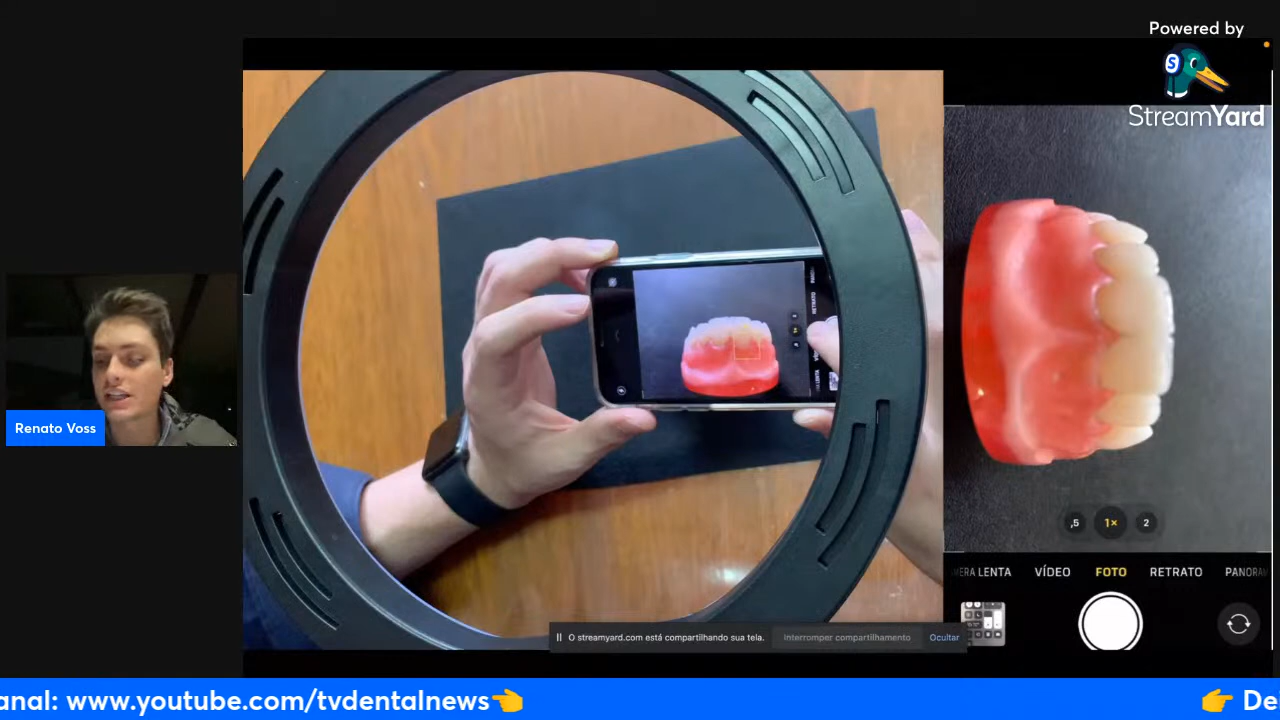 Powered by
S
StreamYard
Renato Voss
RETRATO
,5
1×
2
VÍDEO
FOTO
RETRATO
O streamyard.com está compartilhando sua tela.
Interromper compartilhamento
Ocultar
anal: www.youtube.com/tvdentalnews👈
👉 De